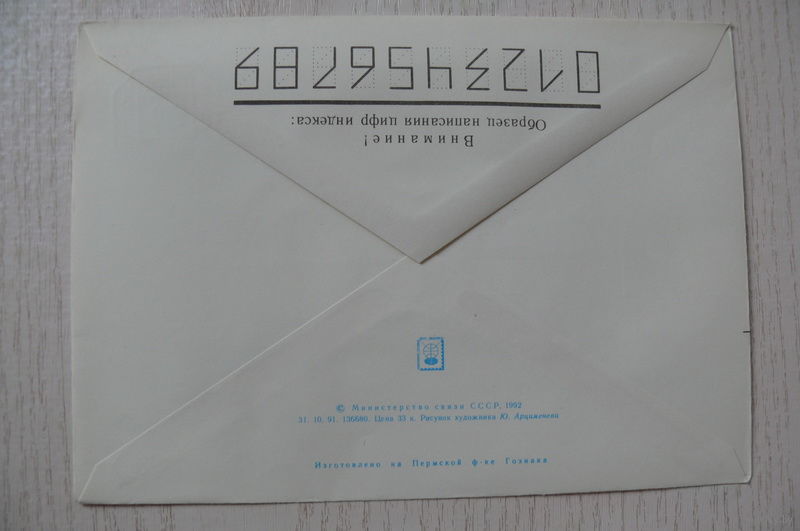 Внимание!
Образец написания цифр индекса:
0123456789
© Министерство связи СССР, 1992
31. 10. 91. 136680. Цена 33 к. Рисунок художника Ю. Арцименева
Изготовлено на Пермской ф-ке Гознака